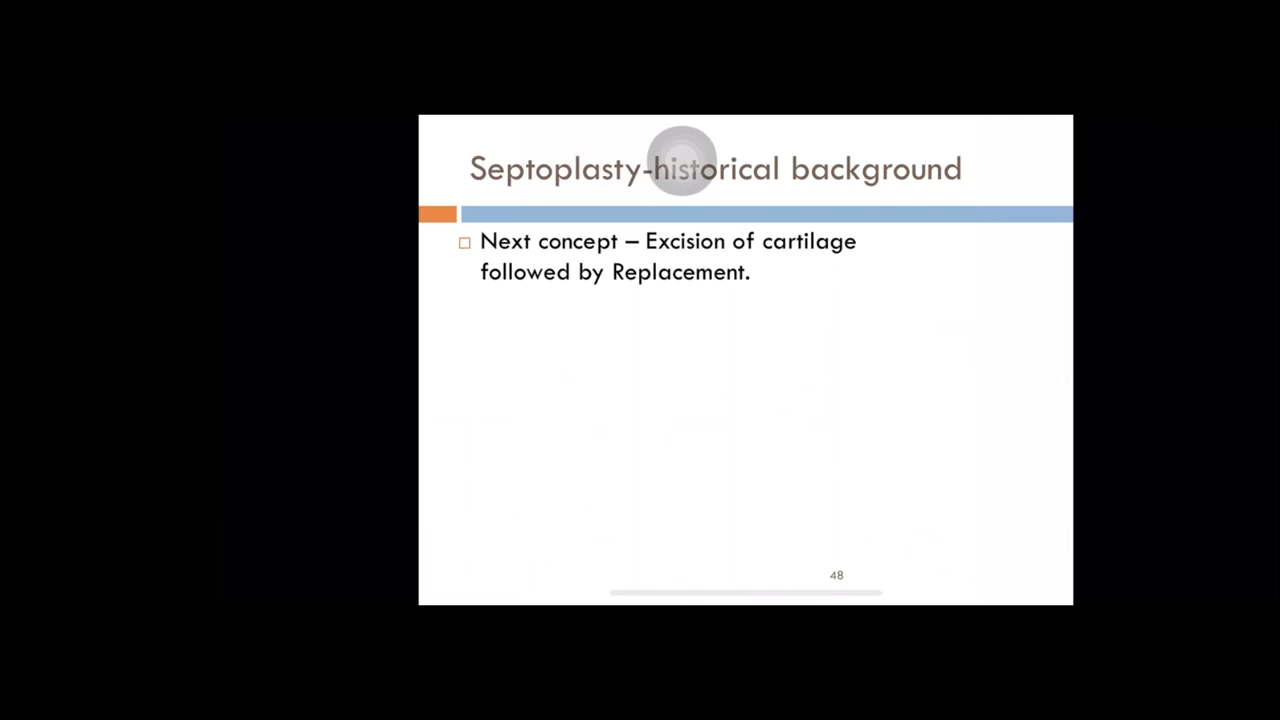 Septoplasty-historical background
Next concept – Excision of cartilage
followed by Replacement.
48